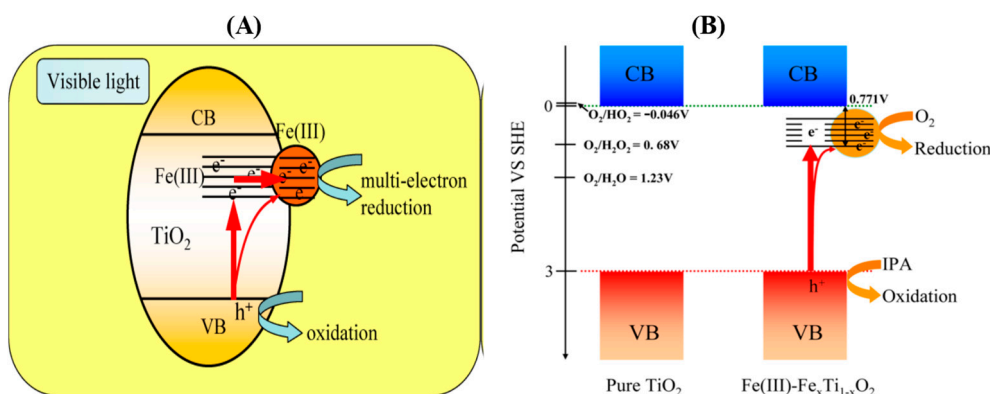 (A)
Visible light
CB
Fe(III)
e-
e-
e-
Fe(III)
e-
e-
e-
e
multi-electron
reduction
TiO2
h+
VB
oxidation
(B)
Potential VS SHE
CB
CB
0
0.771V
O2/HO2 = −0.046V
O2
e-
e-
e-
e-
Reduction
O2/H2O2 = 0. 68V
O2/H2O = 1.23V
3
IPA
h+
Oxidation
VB
VB
Pure TiO2
Fe(III)-FexTi1-xO2